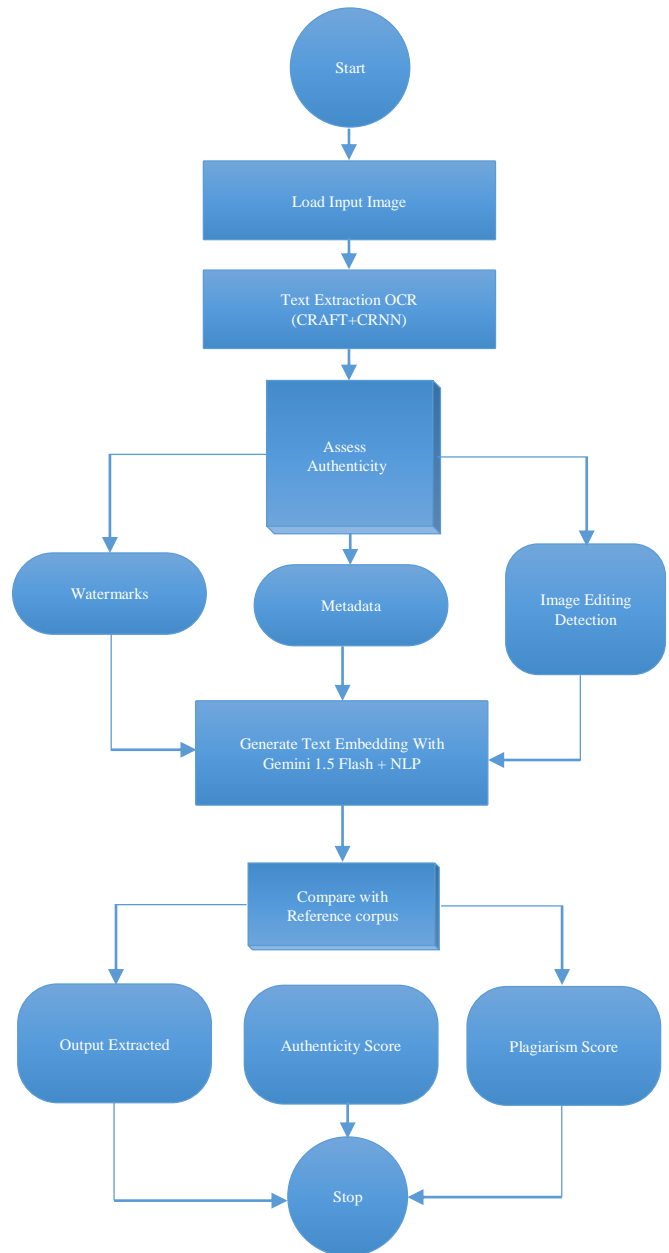 Start
Load Input Image
Text Extraction OCR
(CRAFT+CRNN)
Assess
Authenticity
Watermarks
Metadata
Image Editing
Detection
Generate Text Embedding With
Gemini 1.5 Flash + NLP
Compare with
Reference corpus
Output Extracted
Authenticity Score
Plagiarism Score
Stop